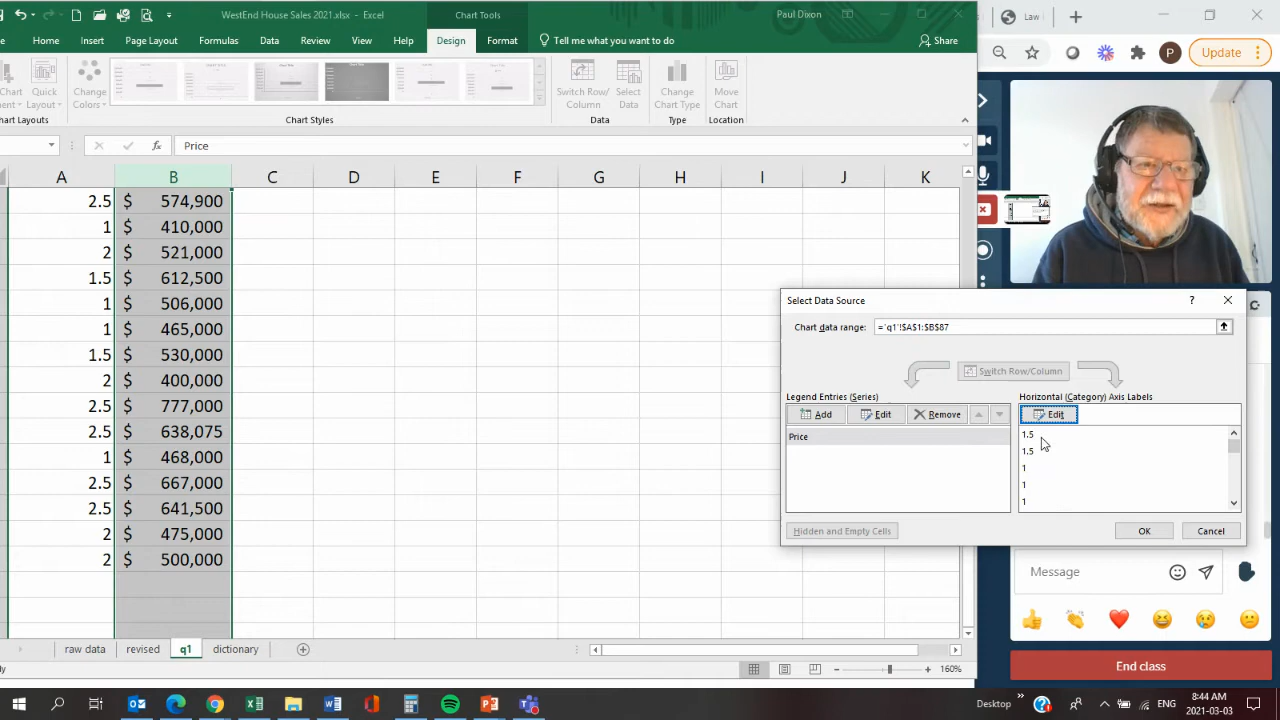 WestEnd House Sales 2021.xlsx - Excel
Chart Tools
Paul Dixon
Law
Home Insert Page Layout Formulas Data Review View Help Design Format Tell me what you want to do Share
Update
P
Chart
Quick
Layout
Change
Colors
Switch Row/
Column
Select
Data
Change
Chart Type
Move
Chart
Chart Styles
Data
Type
Location
fx Price
A B C D E F G H I J K
2.5 $ 574,900
1 $ 410,000
2 $ 521,000
1.5 $ 612,500
1 $ 506,000
1 $ 465,000
1.5 $ 530,000
2 $ 400,000
2.5 $ 777,000
2.5 $ 638,075
1 $ 468,000
2.5 $ 667,000
2.5 $ 641,500
2 $ 475,000
2 $ 500,000
Select Data Source ?
Chart data range: ='q1'!$A$1:$B$87
Switch Row/Column
Legend Entries (Series)
Horizontal (Category) Axis Labels
Add Edit Remove
Edit
Price
1.5
1.5
1
1
1
Hidden and Empty Cells
OK Cancel
Message
raw data revised q1 dictionary
160%
End class
Desktop
ENG
8:44 AM
2021-03-03